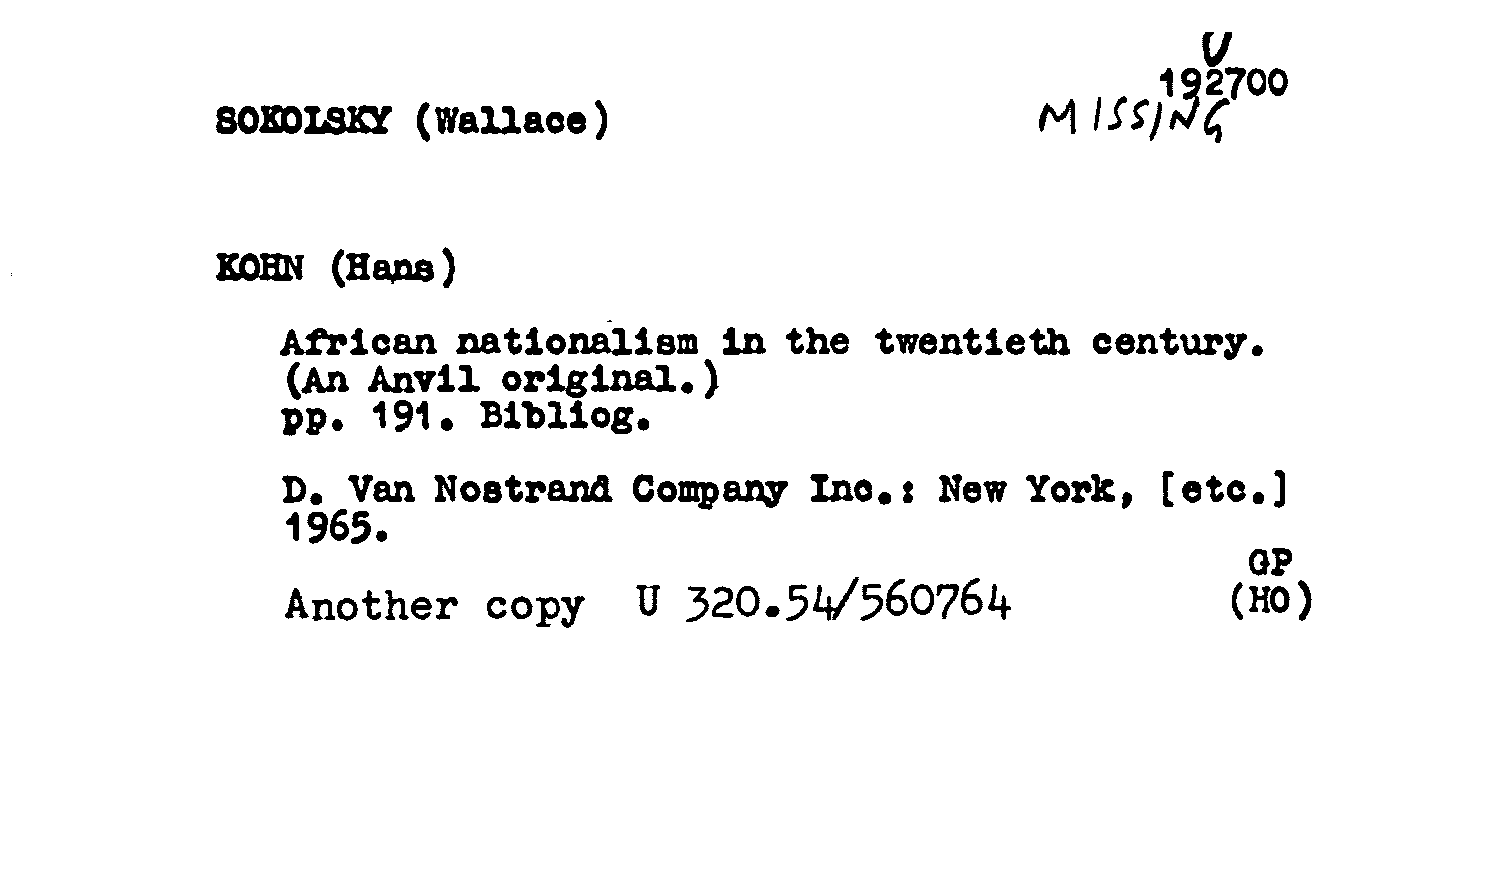 U
192700
SOKOLSKY (Wallace)
MISSING
KOHN (Hans)
African nationalism in the twentieth century.
(An Anvil original.)
pp. 191. Bibliog.
D. Van Nostrand Company Inc.: New York, [etc.]
1965.
GP
Another copy U 320.54/560764 (HO)